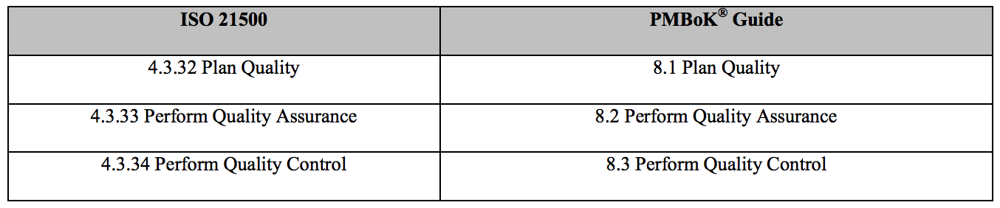 ISO 21500 PMBoK® Guide
4.3.32 Plan Quality 8.1 Plan Quality
4.3.33 Perform Quality Assurance 8.2 Perform Quality Assurance
4.3.34 Perform Quality Control 8.3 Perform Quality Control